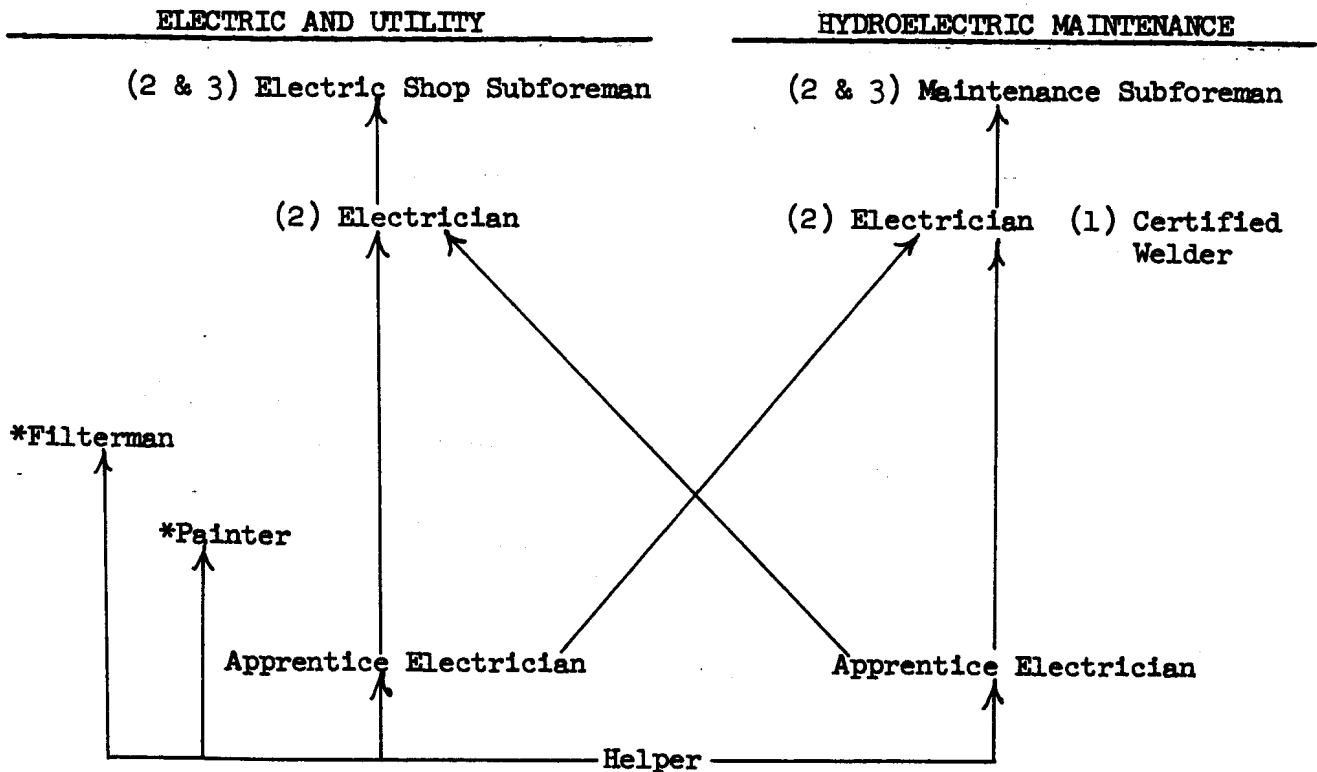 ELECTRIC AND UTILITY
HYDROELECTRIC MAINTENANCE
(2 & 3) Electric Shop Subforeman
(2 & 3) Maintenance Subforeman
(2) Electrician
(2) Electrician
(1) Certified
Welder
*Filterman
*Painter
Apprentice Electrician
Apprentice Electrician
Helper